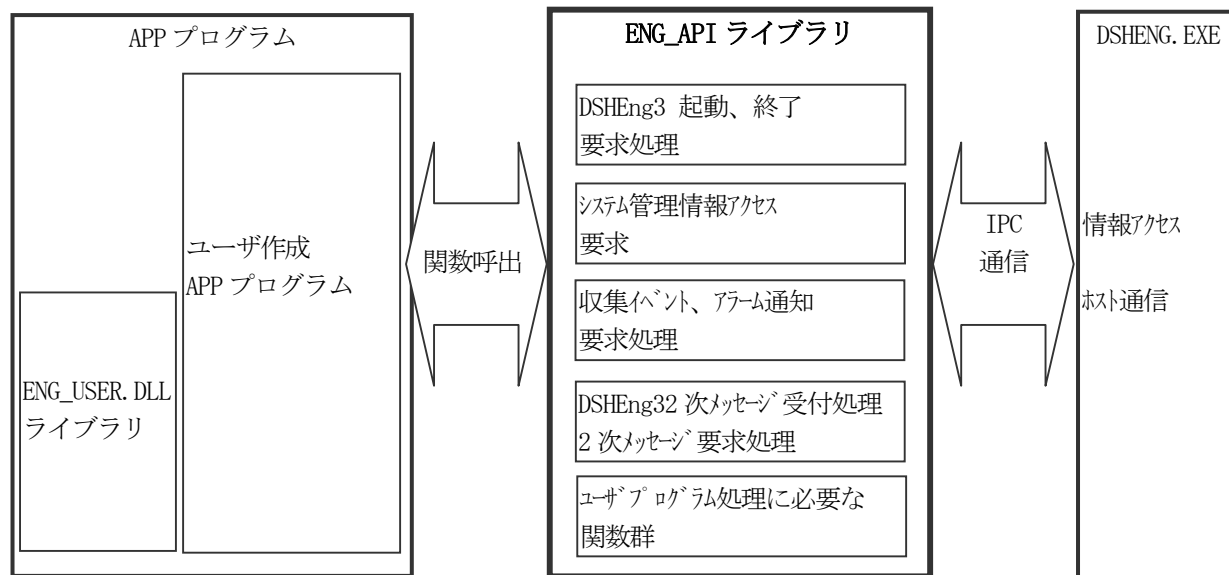 APP プログラム
ユーザ作成
APP プログラム
ENG_USER.DLL
ライブラリ
関数呼出
ENG_API ライブラリ
DSHEng3 起動、終了
要求処理
ｼｽﾃﾑ管理情報ｱｸｾｽ
要求
収集ｲﾍﾞﾝﾄ、ｱﾗｰﾑ通知
要求処理
DSHEng32 次ﾒｯｾｰｼﾞ受付処理
2 次ﾒｯｾｰｼﾞ要求処理
ﾕｰｻﾞﾌﾟﾛｸﾞﾗﾑ処理に必要な
関数群
IPC
通信
DSHENG.EXE
情報ｱｸｾｽ
ﾎｽﾄ通信